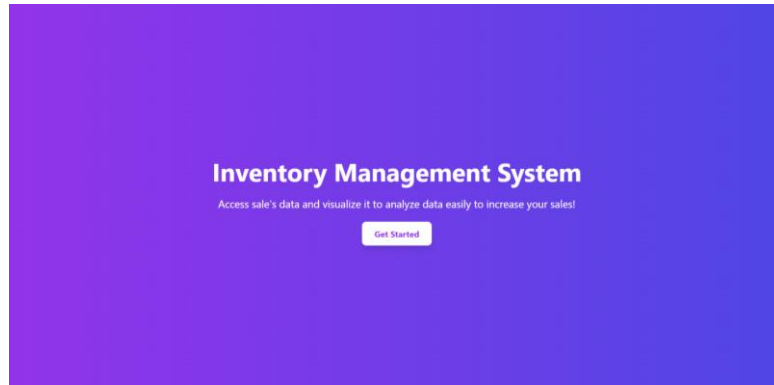 Inventory Management System
Access sale's data and visualize it to analyze data easily to increase your sales!
Get Started